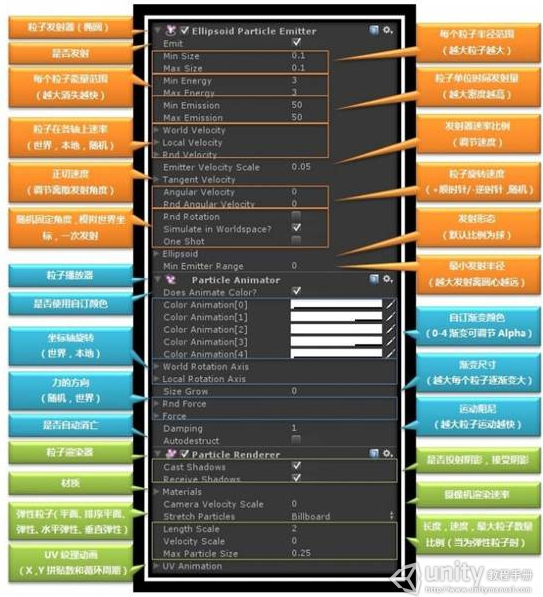 粒子发射器（椭圆）
是否发射
每个粒子能量范围
（越大消失越快）
粒子在各轴上速率
（世界，本地，随机）
正切速度
（调节离散发射角度）
随机固定角度，模拟世界坐
标，一次发射
粒子播放器
是否使用自订颜色
坐标轴旋转
（世界，本地）
力的方向
（随机，世界）
是否自动消亡
粒子渲染器
材质
弹性粒子（平面、排序平面、
弹性、水平弹性、垂直弹性）
UV 纹理动画
（X ,Y 拼贴数和循环周期）
Ellipsoid Particle Emitter
Emit
Min Size 0.1
Max Size 0.1
Min Energy 3
Max Energy 3
Min Emission 50
Max Emission 50
World Velocity
Local Velocity
Rnd Velocity
Emitter Velocity Scale 0.05
Tangent Velocity
Angular Velocity 0
Rnd Angular Velocity 0
Rnd Rotation
Simulate in Worldspace?
One Shot
Ellipsoid
Min Emitter Range 0
Particle Animator
Does Animate Color?
Color Animation[0]
Color Animation[1]
Color Animation[2]
Color Animation[3]
Color Animation[4]
World Rotation Axis
Local Rotation Axis
Size Grow 0
Rnd Force
Force
Damping 1
Autodestruct
Particle Renderer
Cast Shadows
Receive Shadows
Materials
Camera Velocity Scale 0
Stretch Particles Billboard
Length Scale 2
Velocity Scale 0
Max Particle Size 0.25
UV Animation
每个粒子半径范围
（越大粒子越大）
粒子单位时间发射量
（越大密度越高）
发射器速率比例
（调节速度）
粒子旋转速度
（+顺时针/-逆时针 ,随机）
发射形态
（默认比例为球）
最小发射半径
（越大发射离圆心越远）
自订渐变颜色
（0-4 渐变可调节 Alpha）
渐变尺寸
（越大每个粒子逐渐变大）
运动阻尼
（越大粒子运动越快）
是否投射阴影，接受阴影
摄像机渲染速率
长度，速度，最大粒子数量
比例（当为弹性粒子时）
unity 教程手册
www.unitymanual.com